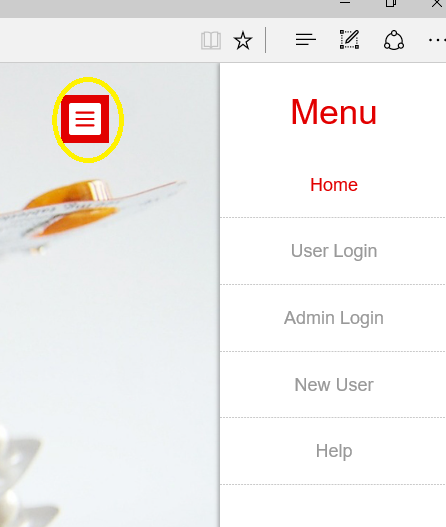 Menu
Home
User Login
Admin Login
New User
Help